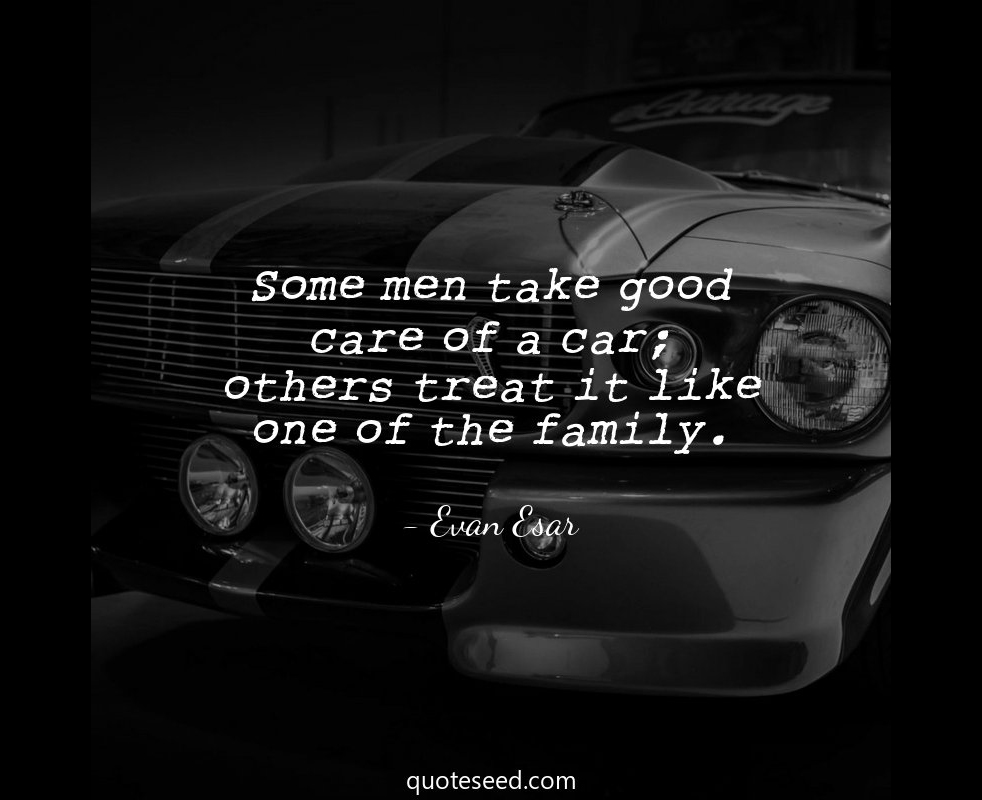 eGarage
Some men take good
care of a car;
others treat it like
one of the family.
- Evan Esar
quoteseed.com